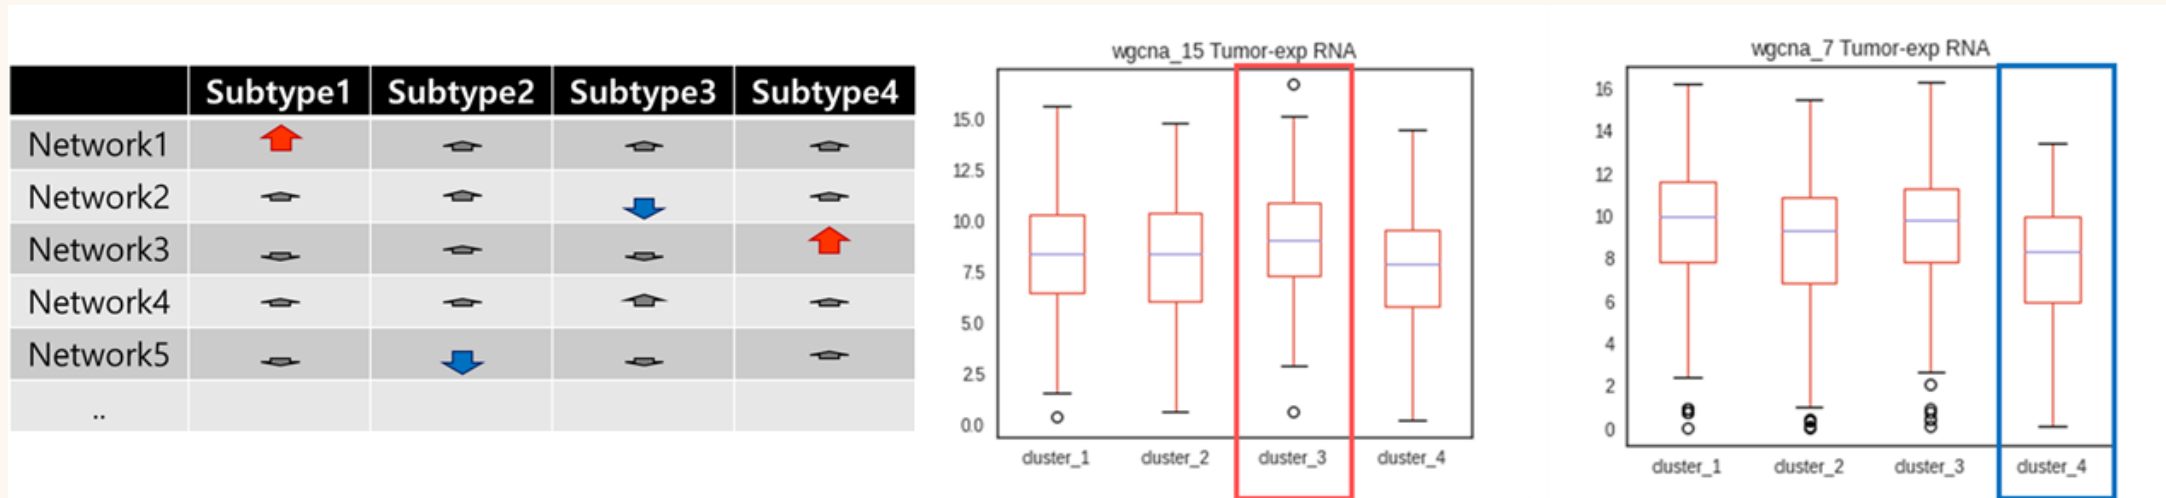 Subtype1 Subtype2 Subtype3 Subtype4
Network1
Network2
Network3
Network4
Network5
..
wgcna_15 Tumor-exp RNA
15.0
12.5
10.0
7.5
5.0
2.5
0.0
cluster_1 cluster_2 cluster_3 cluster_4
wgcna_7 Tumor-exp RNA
16
14
12
10
8
6
4
2
0
cluster_1 cluster_2 cluster_3 cluster_4